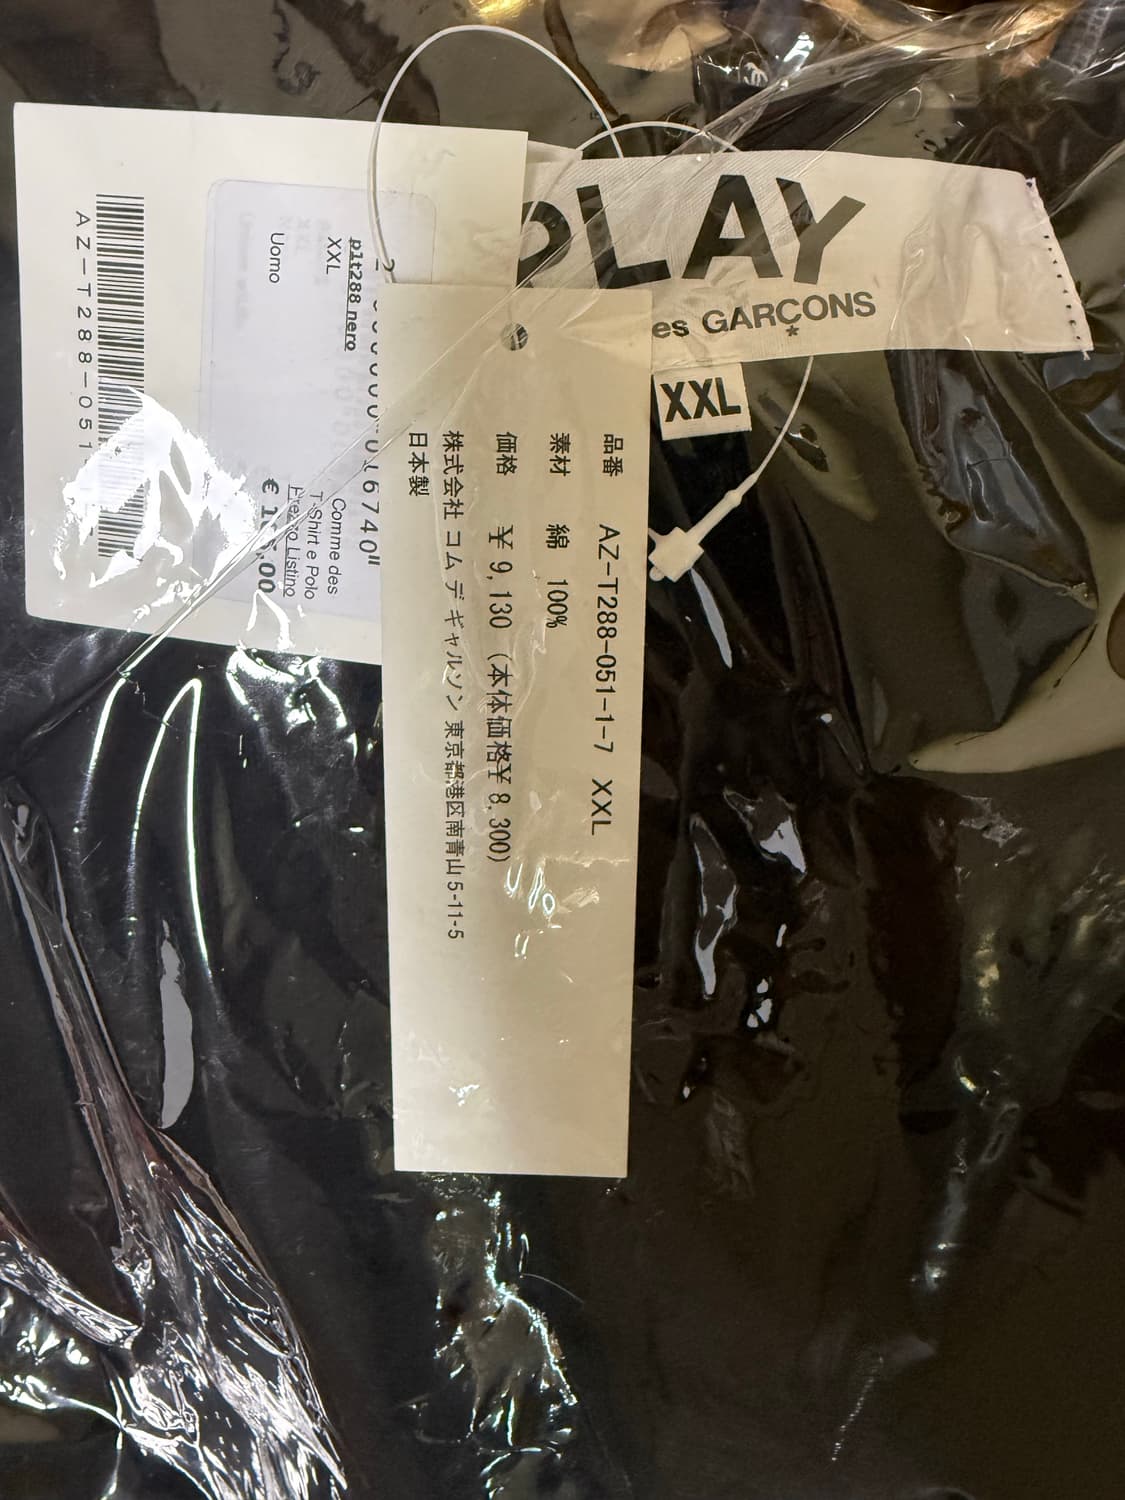 PLAY
es GARÇONS
XXL
品番 AZ-T288-051-1-7 XXL
素材 綿 100%
価格 ¥ 9,130 (本体価格¥ 8,300)
株式会社 コム デ ギャルソン 東京都港区南青山 5-11-5
日本製
016740"
p1t288 nero
XXL
Uomo
Comme des
T-Shirt e Polo
Listino
AZ-T288-051